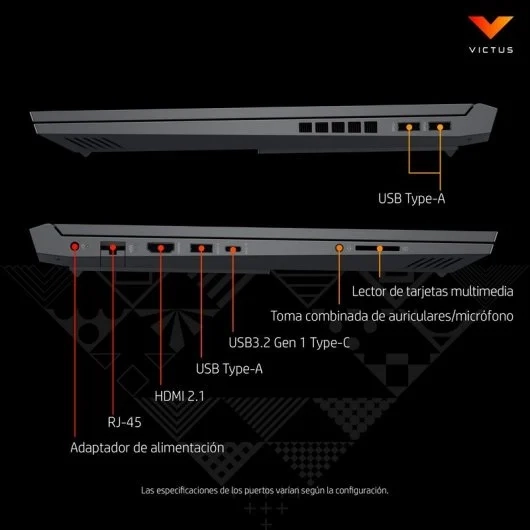 VICTUS
USB Type-A
Lector de tarjetas multimedia
Toma combinada de auriculares/micrófono
USB3.2 Gen 1 Type-C
USB Type-A
HDMI 2.1
RJ-45
Adaptador de alimentación
Las especificaciones de los puertos varían según la configuración.